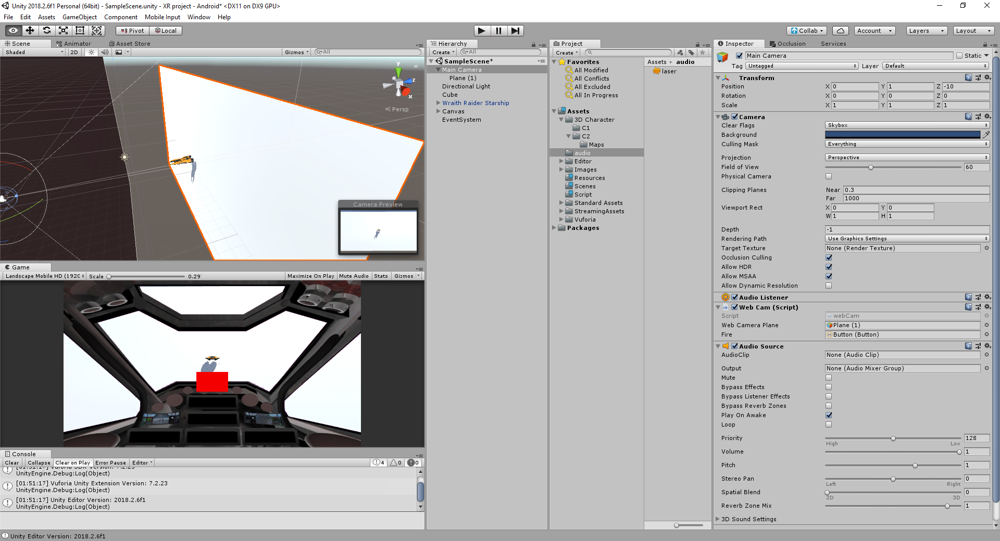 Unity 2018.2.6f1 Personal (64bit) - SampleScene.unity - XR project - Android* <DX11 on DX9 GPU>
File Edit Assets GameObject Component Mobile Input Window Help
Pivot Local Collab Account Layers Layout
Scene Animator Asset Store
Shaded 2D Gizmos All
y
z
x
Persp
Camera Preview
Game
Landscape Mobile HD (1920 Scale 0.29 Maximize On Play Mute Audio Stats Gizmos
Console
Clear Collapse Clear on Play Error Pause Editor 4 0 0
[01:51:17] Vuforia SDK Version: 7.2.23
UnityEngine.Debug:Log(Object)
[01:51:17] Vuforia Unity Extension Version: 7.2.23
UnityEngine.Debug:Log(Object)
[01:51:17] Unity Editor Version: 2018.2.6f1
UnityEngine.Debug:Log(Object)
Unity Editor Version: 2018.2.6f1
Hierarchy
Create All
SampleScene*
Main Camera
Plane (1)
Directional Light
Cube
Wraith Raider Starship
Canvas
EventSystem
Project
Create
Favorites
All Modified
All Conflicts
All Excluded
All In Progress
Assets
3D Character
C1
C2
Maps
audio
Editor
Images
Resources
Scenes
Script
Standard Assets
StreamingAssets
Vuforia
Packages
Assets audio
laser
Inspector Occlusion Services
Main Camera Static
Tag Untagged Layer Default
Transform
Position X 0 Y 1 Z -10
Rotation X 0 Y 0 Z 0
Scale X 1 Y 1 Z 1
Camera
Clear Flags Skybox
Background
Culling Mask Everything
Projection Perspective
Field of View 60
Physical Camera
Clipping Planes Near 0.3
Far 1000
Viewport Rect X 0 Y 0
W 1 H 1
Depth -1
Rendering Path Use Graphics Settings
Target Texture None (Render Texture)
Occlusion Culling
Allow HDR
Allow MSAA
Allow Dynamic Resolution
Audio Listener
Web Cam (Script)
Script webCam
Web Camera Plane Plane (1)
Fire Button (Button)
Audio Source
AudioClip None (Audio Clip)
Output None (Audio Mixer Group)
Mute
Bypass Effects
Bypass Listener Effects
Bypass Reverb Zones
Play On Awake
Loop
Priority 128
High Low
Volume 1
Pitch 1
Stereo Pan 0
Left Right
Spatial Blend 0
2D 3D
Reverb Zone Mix 1
3D Sound Settings